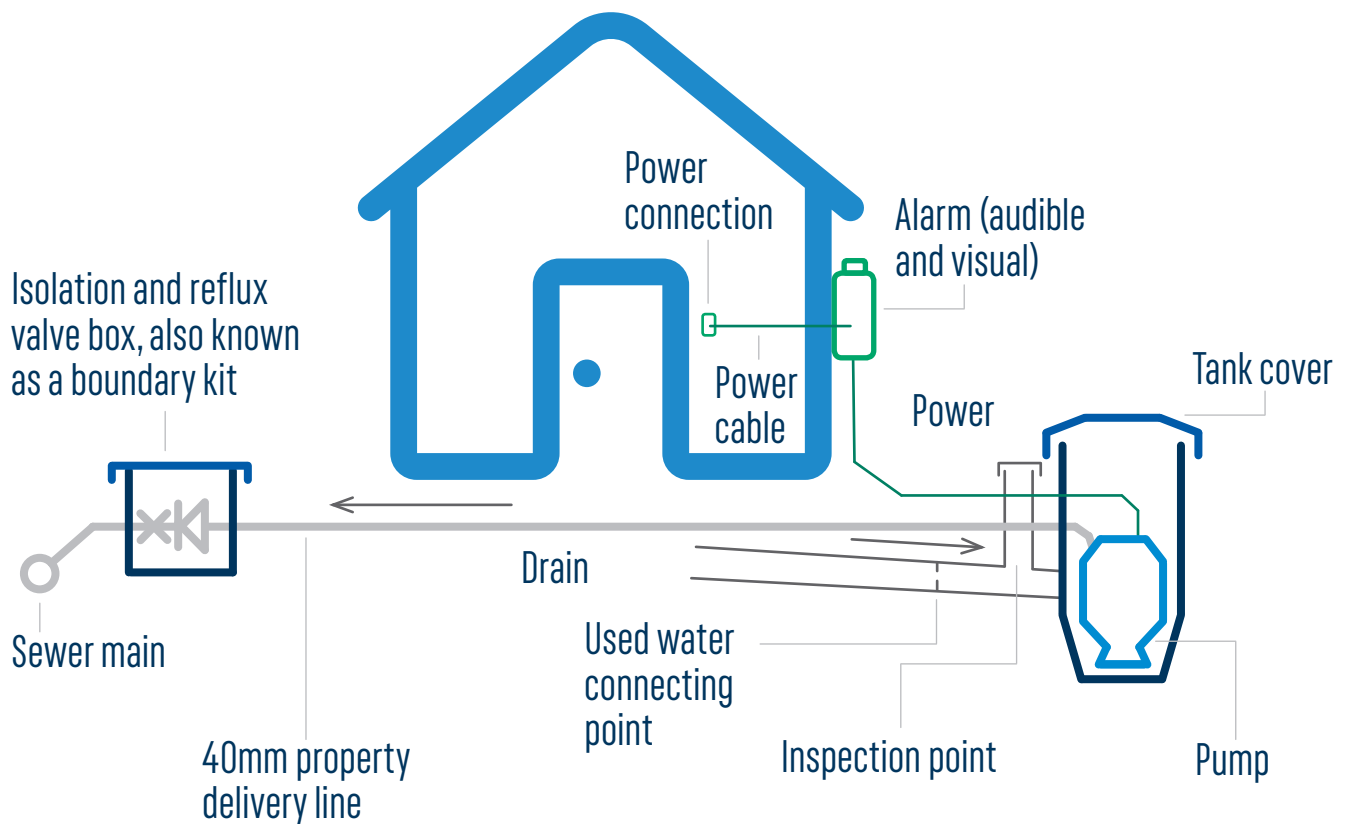 Power
connection
Alarm (audible
and visual)
Isolation and reflux
valve box, also known
as a boundary kit
Tank cover
Power
cable
Power
Drain
Sewer main
Used water
connecting
point
40mm property
delivery line
Inspection point
Pump